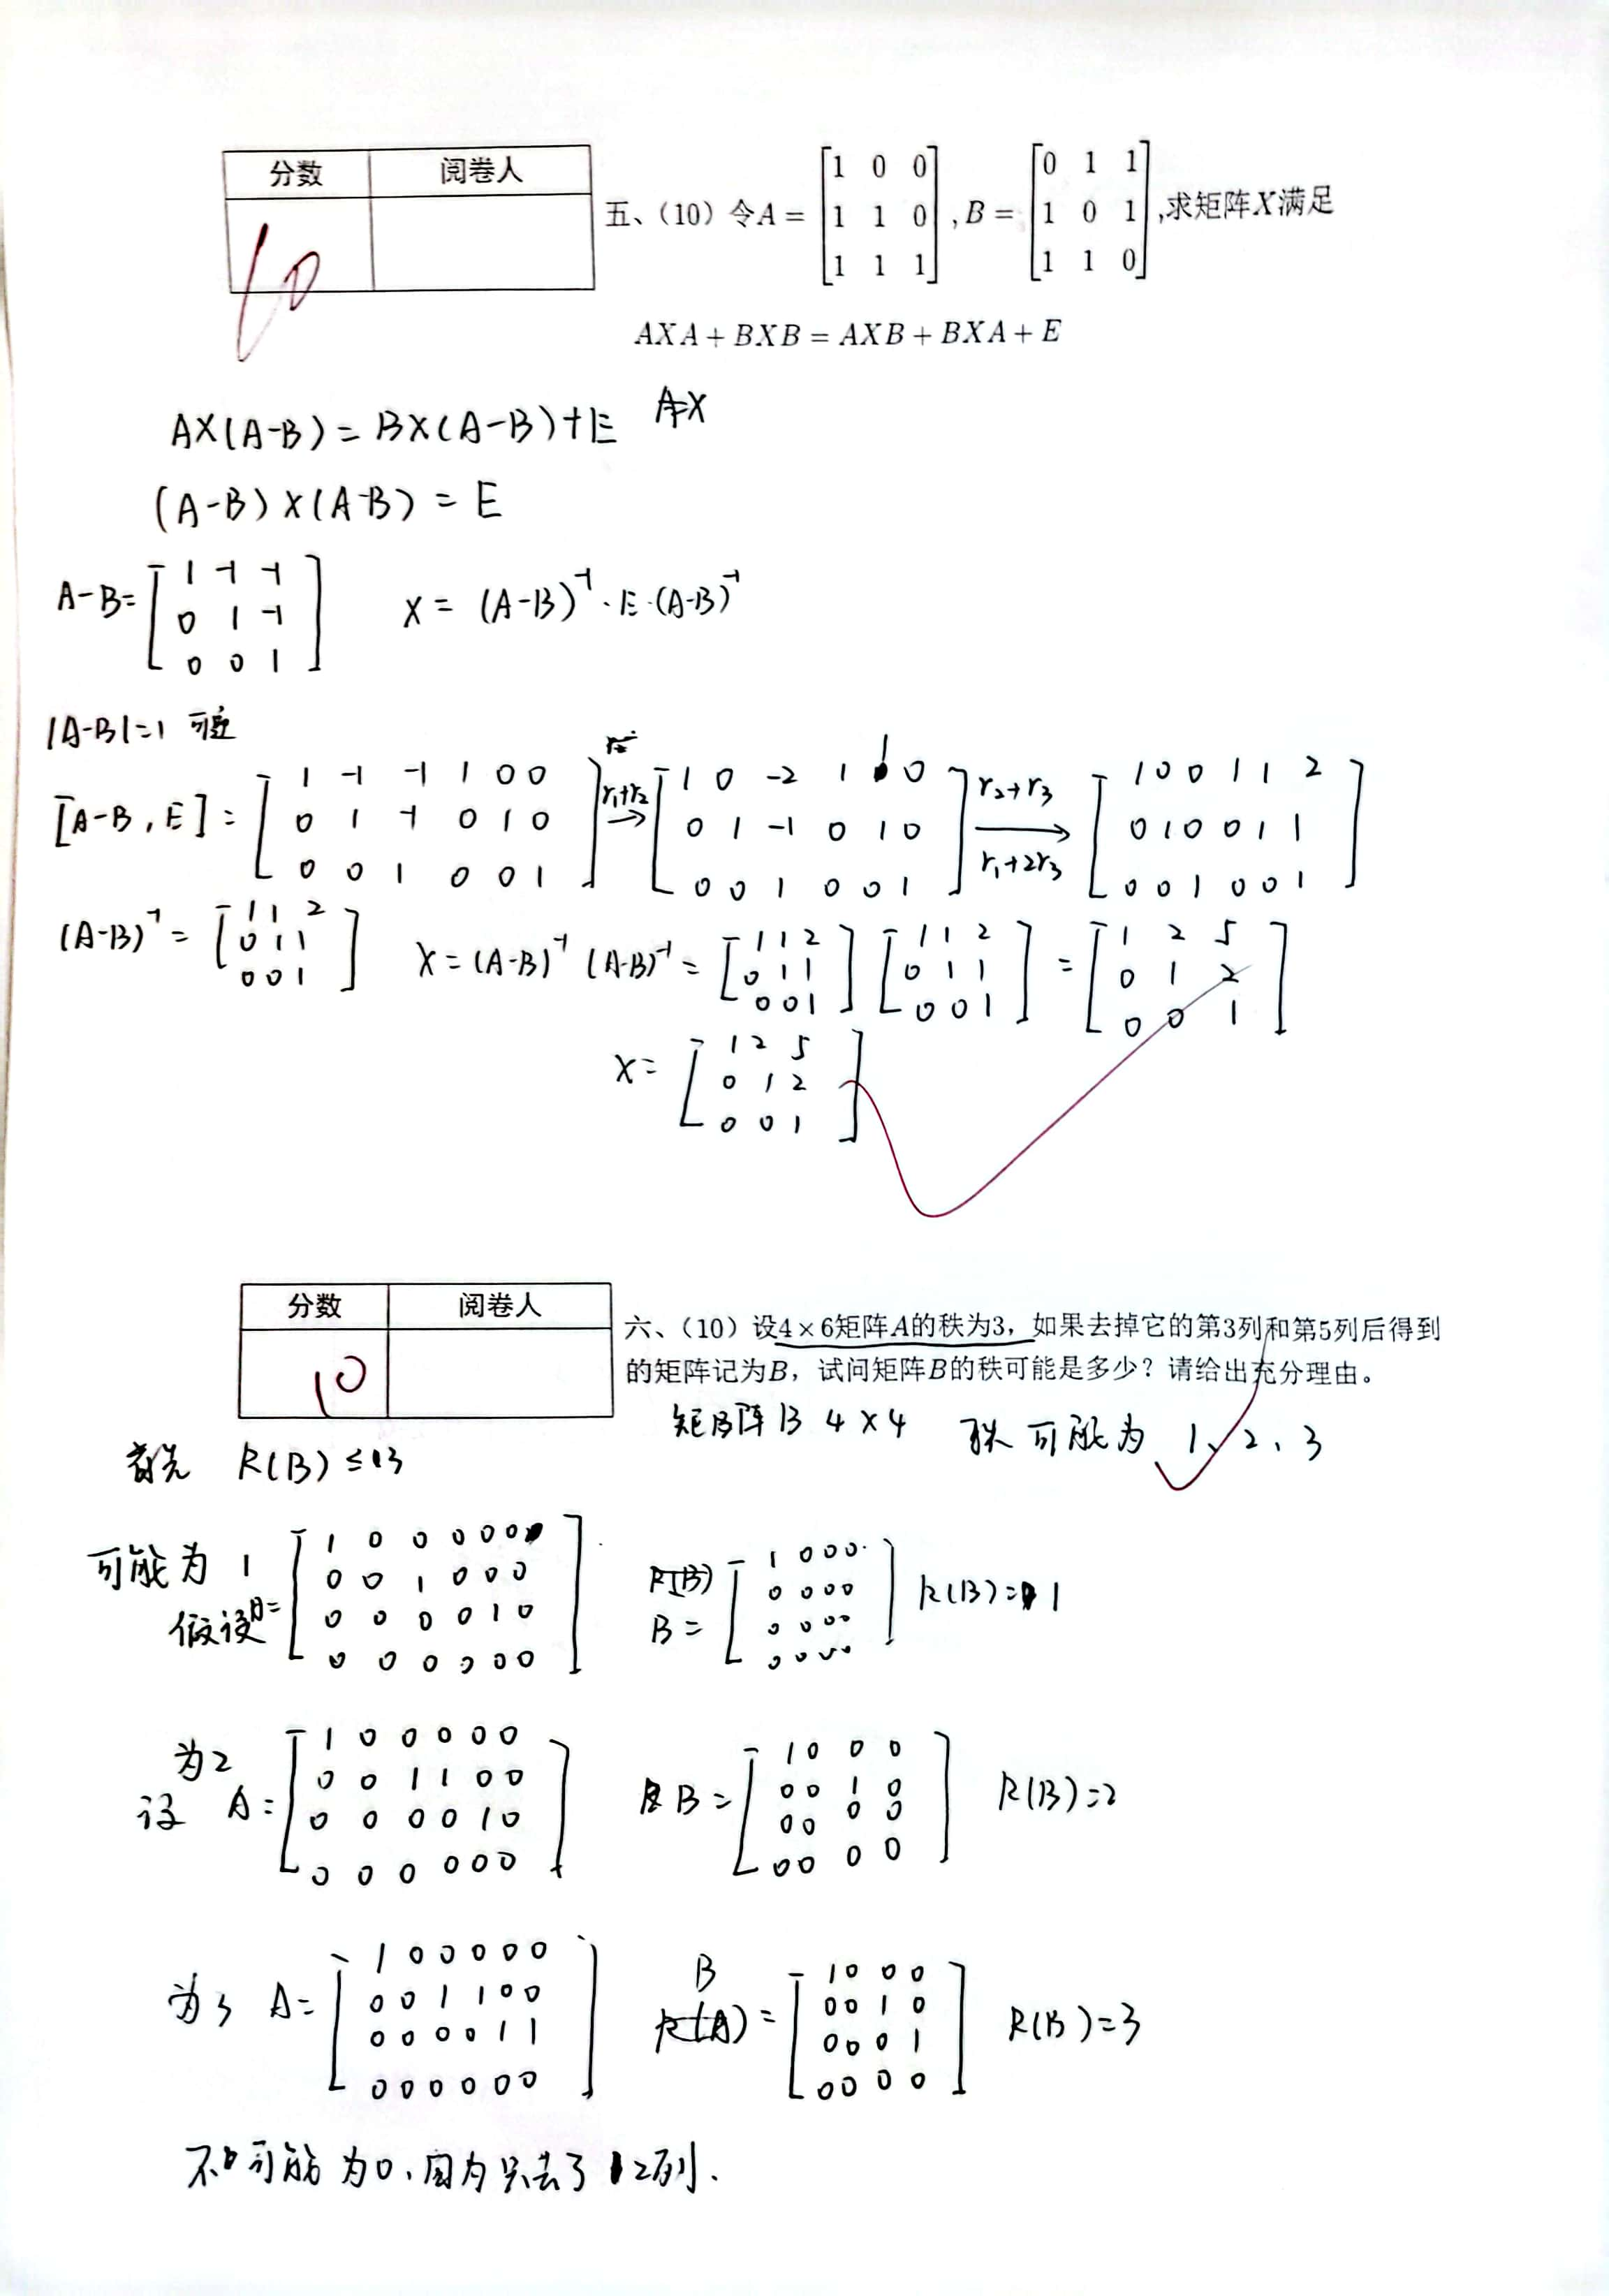 分数 阅卷人
10
五、（10）令A = [1 0 0; 1 1 0; 1 1 1], B = [0 1 1; 1 0 1; 1 1 0],求矩阵X满足
AXA + BXB = AXB + BXA + E
AX(A-B) = BX(A-B)+E
(A-B)X(A-B) = E
A-B = [1 -1 -1; 0 1 -1; 0 0 1] X = (A-B)⁻¹·E·(A-B)⁻¹
|A-B|=1 可逆
[A-B, E] = [1 -1 -1 1 0 0; 0 1 -1 0 1 0; 0 0 1 0 0 1] r₁+r₂ → [1 0 -2 1 1 0; 0 1 -1 0 1 0; 0 0 1 0 0 1] r₂+r₃ → r₁+2r₃ [1 0 0 1 1 2; 0 1 0 0 1 1; 0 0 1 0 0 1]
(A-B)⁻¹ = [1 1 2; 0 1 1; 0 0 1] X = (A-B)⁻¹ (A-B)⁻¹ = [1 1 2; 0 1 1; 0 0 1] [1 1 2; 0 1 1; 0 0 1] = [1 2 5; 0 1 2; 0 0 1]
X = [1 2 5; 0 1 2; 0 0 1]
分数 阅卷人
10
六、（10）设4 × 6矩阵A的秩为3，如果去掉它的第3列和第5列后得到
的矩阵记为B，试问矩阵B的秩可能是多少？请给出充分理由。
矩阵B 4×4 秩可能为 1、2、3
首先 R(B) ≤ 3
可能为 1
假设A= [1 0 0 0 0 0; 0 0 1 0 0 0; 0 0 0 0 1 0; 0 0 0 0 0 0] B = [1 0 0 0; 0 0 0 0; 0 0 0 0; 0 0 0 0] R(B)=1
为2
设 A= [1 0 0 0 0 0; 0 0 1 1 0 0; 0 0 0 0 1 0; 0 0 0 0 0 0] B = [1 0 0 0; 0 0 1 0; 0 0 0 0; 0 0 0 0] R(B)=2
为3 A= [1 0 0 0 0 0; 0 0 1 1 0 0; 0 0 0 0 1 1; 0 0 0 0 0 0] B = [1 0 0 0; 0 0 1 0; 0 0 0 1; 0 0 0 0] R(B)=3
不可能为0，因为只去了2列.